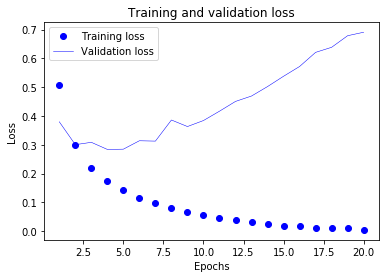 Training and validation loss
Training loss
Validation loss
0.7
0.6
0.5
0.4
0.3
0.2
0.1
0.0
Loss
2.5 5.0 7.5 10.0 12.5 15.0 17.5 20.0
Epochs